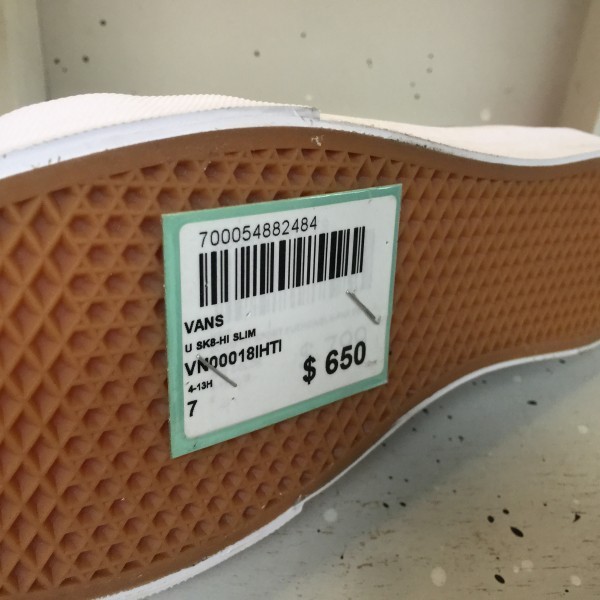 700054882484
VANS
U SK8-HI SLIM
VN00018IHTI
4-13H
$ 650
7